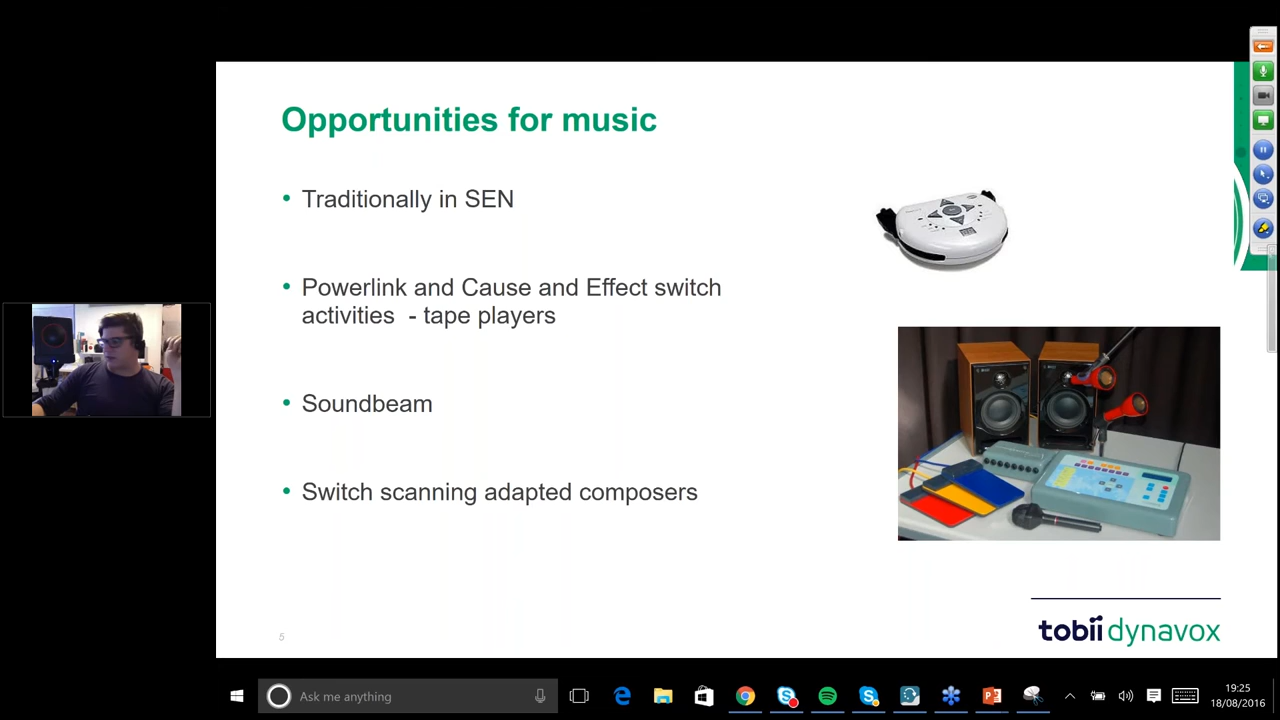 Opportunities for music
• Traditionally in SEN
• Powerlink and Cause and Effect switch
activities - tape players
• Soundbeam
• Switch scanning adapted composers
5
tobii dynavox
Ask me anything
19:25
18/08/2016